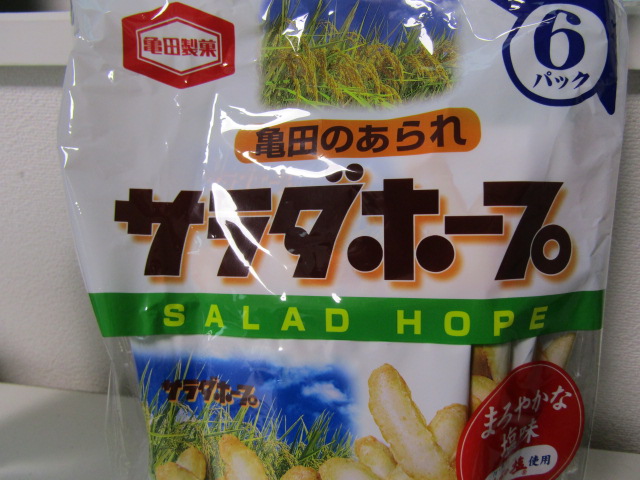 亀田製菓
6
パック
亀田のあられ
サラダホープ
SALAD HOPE
サラダホープ
まろやかな
塩味
塩使用